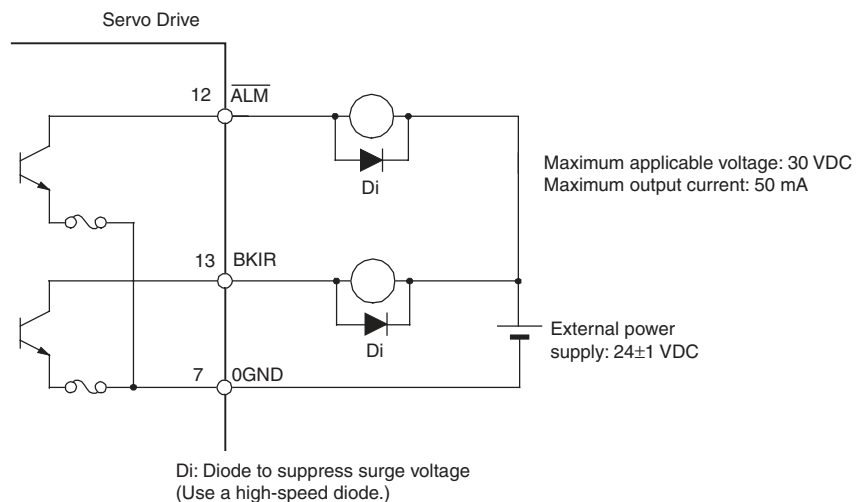 Servo Drive
12 A̅L̅M̅
Di
Maximum applicable voltage: 30 VDC
Maximum output current: 50 mA
13 BKIR
Di
External power
supply: 24±1 VDC
7 0GND
Di: Diode to suppress surge voltage
(Use a high-speed diode.)